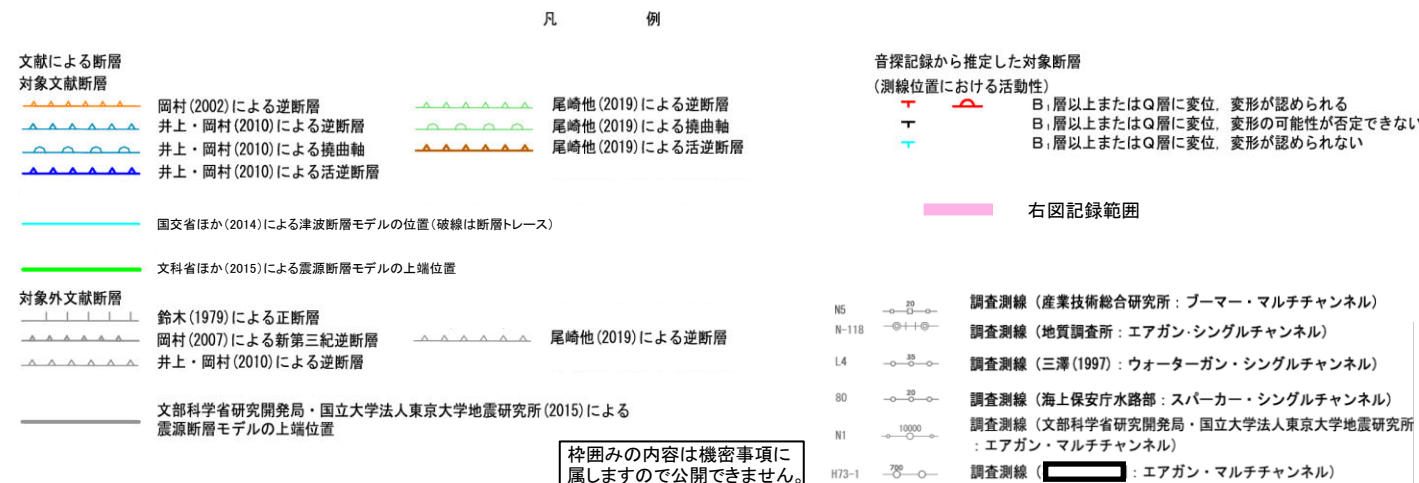 凡 例
文献による断層
対象文献断層
岡村(2002)による逆断層
井上・岡村(2010)による逆断層
井上・岡村(2010)による撓曲軸
井上・岡村(2010)による活逆断層
尾崎他(2019)による逆断層
尾崎他(2019)による撓曲軸
尾崎他(2019)による活逆断層
国交省ほか(2014)による津波断層モデルの位置(破線は断層トレース)
文科省ほか(2015)による震源断層モデルの上端位置
対象外文献断層
鈴木(1979)による正断層
岡村(2007)による新第三紀逆断層
井上・岡村(2010)による逆断層
尾崎他(2019)による逆断層
文部科学省研究開発局・国立大学法人東京大学地震研究所(2015)による
震源断層モデルの上端位置
枠囲みの内容は機密事項に
属しますので公開できません。
音探記録から推定した対象断層
(測線位置における活動性)
B₁層以上またはQ層に変位，変形が認められる
B₁層以上またはQ層に変位，変形の可能性が否定できない
B₁層以上またはQ層に変位，変形が認められない
右図記録範囲
N5 20 調査測線（産業技術総合研究所：ブーマー・マルチチャンネル）
N-118 調査測線（地質調査所：エアガン・シングルチャンネル）
L4 35 調査測線（三澤(1997)：ウォーターガン・シングルチャンネル）
80 20 調査測線（海上保安庁水路部：スパーカー・シングルチャンネル）
N1 10000 調査測線（文部科学省研究開発局・国立大学法人東京大学地震研究所
：エアガン・マルチチャンネル）
H73-1 700 調査測線（ ：エアガン・マルチチャンネル）